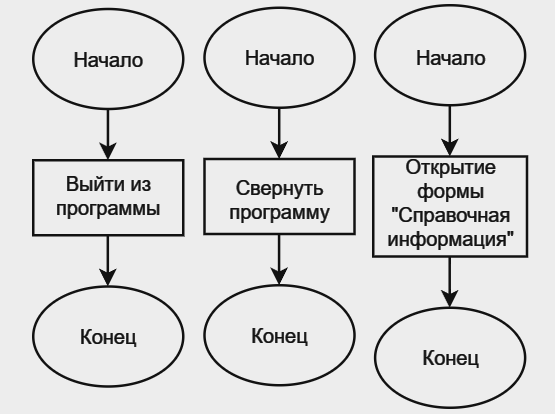 Начало
Выйти из
программы
Конец
Начало
Свернуть
программу
Конец
Начало
Открытие
формы
"Справочная
информация"
Конец